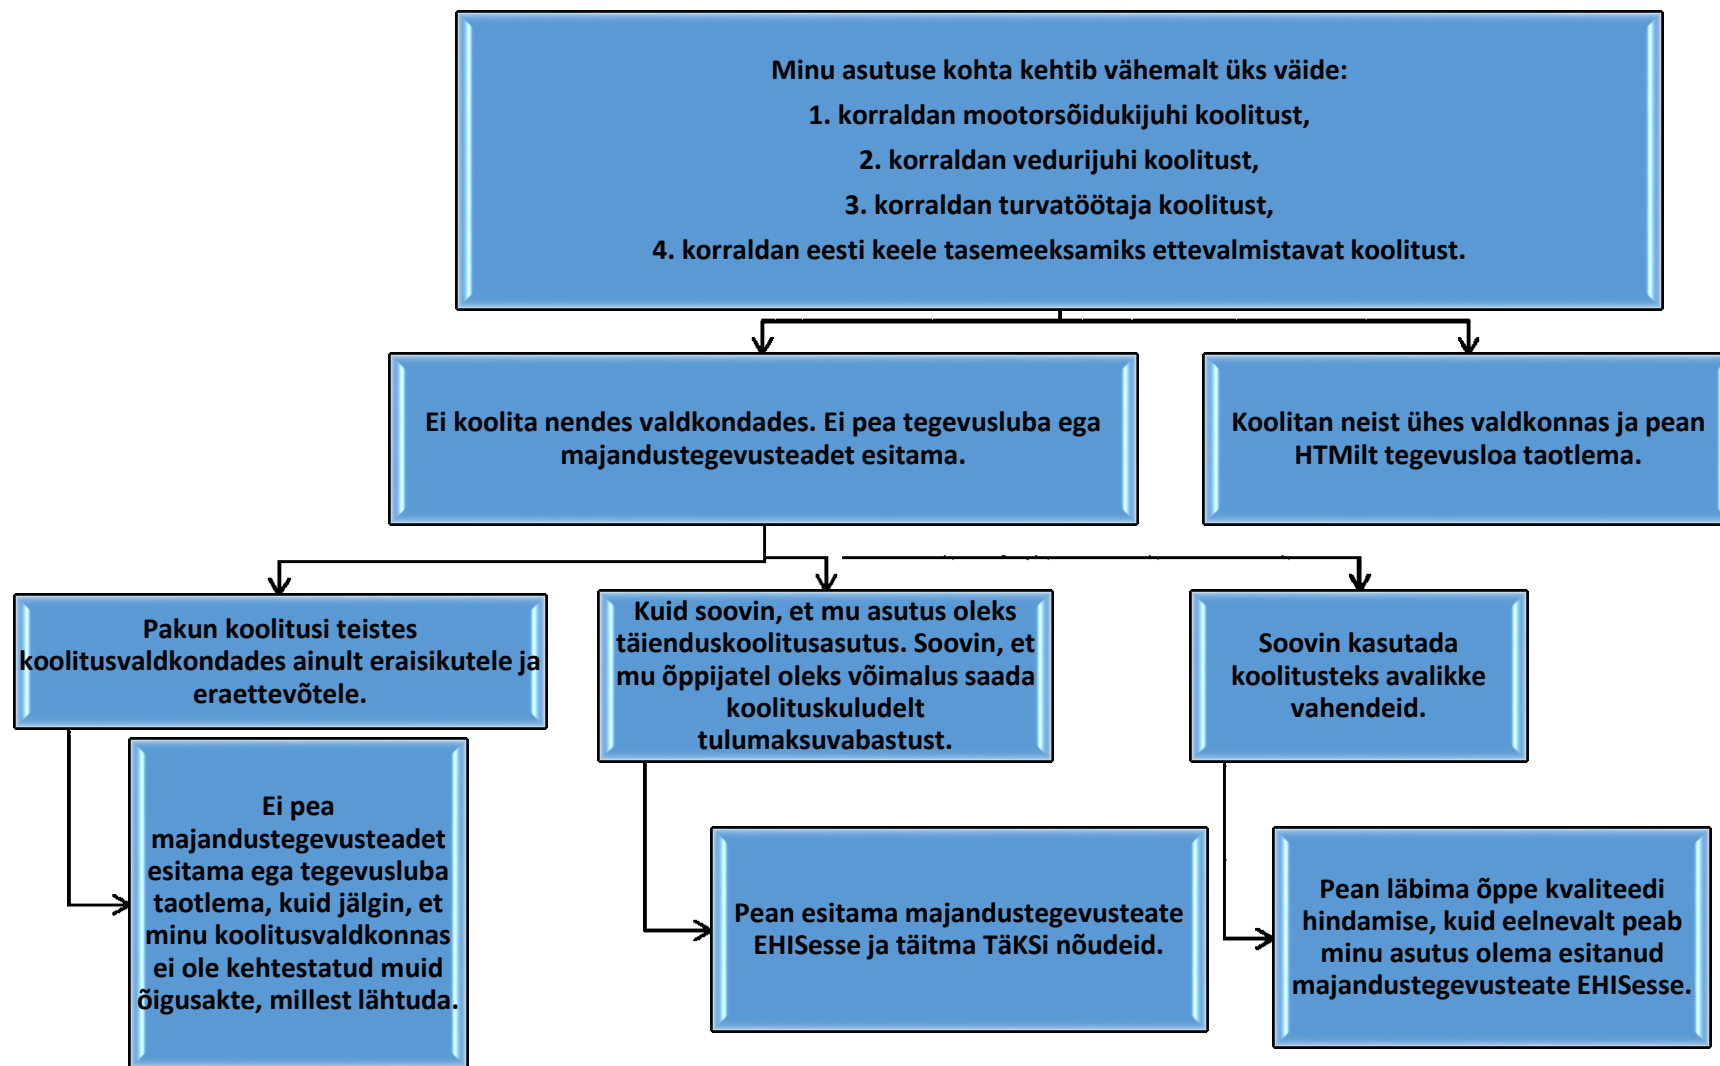 Minu asutuse kohta kehtib vähemalt üks väide:
1. korraldan mootorsõidukijuhi koolitust,
2. korraldan vedurijuhi koolitust,
3. korraldan turvatöötaja koolitust,
4. korraldan eesti keele tasemeeksamiks ettevalmistavat koolitust.
Ei koolita nendes valdkondades. Ei pea tegevusluba ega
majandustegevusteadet esitama.
Koolitan neist ühes valdkonnas ja pean
HTMilt tegevusloa taotlema.
Pakun koolitusi teistes
koolitusvaldkondades ainult eraisikutele ja
eraettevõtele.
Kuid soovin, et mu asutus oleks
täienduskoolitusasutus. Soovin, et
mu õppijatel oleks võimalus saada
koolituskuludelt
tulumaksuvabastust.
Soovin kasutada
koolitusteks avalikke
vahendeid.
Ei pea
majandustegevusteadet
esitama ega tegevusluba
taotlema, kuid jälgin, et
minu koolitusvaldkonnas
ei ole kehtestatud muid
õigusakte, millest lähtuda.
Pean esitama majandustegevusteate
EHISesse ja täitma TäKSi nõudeid.
Pean läbima õppe kvaliteedi
hindamise, kuid eelnevalt peab
minu asutus olema esitanud
majandustegevusteate EHISesse.